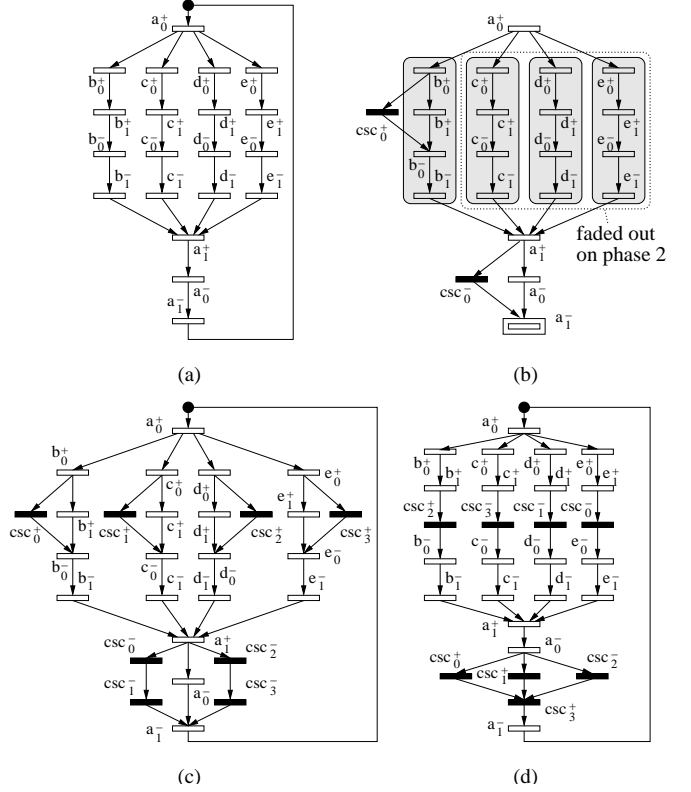 a₀⁺
b₀⁺ c₀⁺ d₀⁺ e₀⁺
b₁⁺ c₁⁺ d₁⁺ e₁⁺
b₀⁻ c₀⁻ d₀⁻ e₀⁻
b₁⁻ c₁⁻ d₁⁻ e₁⁻
a₁⁺
a₀⁻
a₁⁻
(a)
a₀⁺
b₀⁺ c₀⁺ d₀⁺ e₀⁺
csc₀⁺ b₁⁺ c₁⁺ d₁⁺ e₁⁺
b₀⁻ c₀⁻ d₀⁻ e₀⁻
b₁⁻ c₁⁻ d₁⁻ e₁⁻
faded out
on phase 2
a₁⁺
csc₀⁻ a₀⁻
a₁⁻
(b)
a₀⁺
b₀⁺ c₀⁺ d₀⁺ e₀⁺
csc₀⁺ b₁⁺ csc₁⁺ c₁⁺ d₁⁺ csc₂⁺ e₁⁺ csc₃⁺
b₀⁻ c₀⁻ d₀⁻ e₀⁻
b₁⁻ c₁⁻ d₁⁻ e₁⁻
a₁⁺
csc₀⁻ csc₂⁻
csc₁⁻ a₀⁻ csc₃⁻
a₁⁻
(c)
a₀⁺
b₀⁺ c₀⁺ d₀⁺ e₀⁺
b₁⁺ c₁⁺ d₁⁺ e₁⁺
csc₂⁺ csc₃⁻ csc₁⁻ csc₀⁻
b₀⁻ c₀⁻ d₀⁻ e₀⁻
b₁⁻ c₁⁻ d₁⁻ e₁⁻
a₁⁺
a₀⁻
csc₀⁺ csc₁⁺ csc₂⁻
csc₃⁺
a₁⁻
(d)